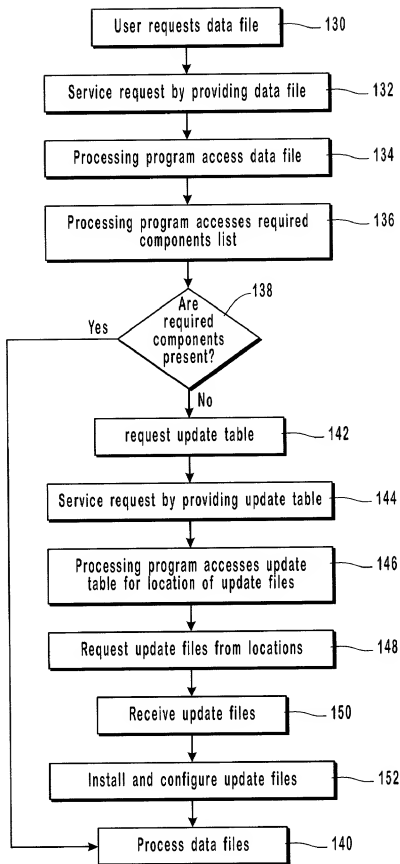 User requests data file
130
Service request by providing data file
132
Processing program access data file
134
Processing program accesses required
components list
136
138
Are
required
components
present?
Yes
No
request update table
142
Service request by providing update table
144
Processing program accesses update
table for location of update files
146
Request update files from locations
148
Receive update files
150
Install and configure update files
152
Process data files
140